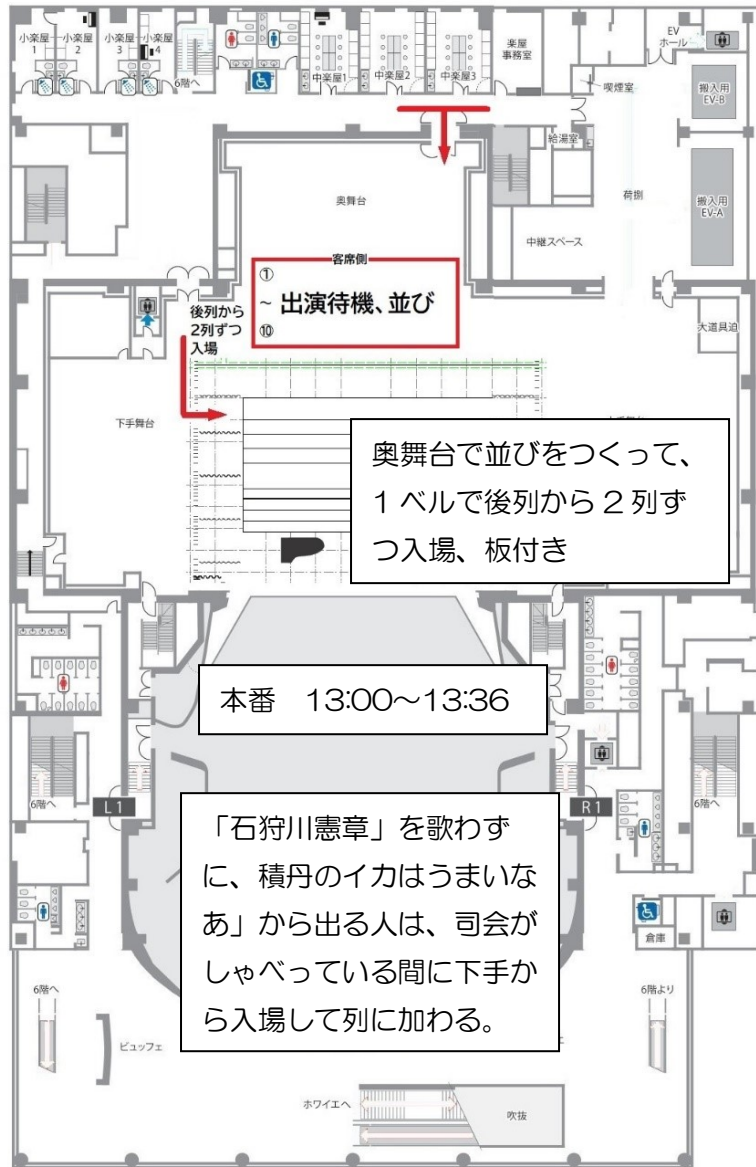 小楽屋
1
小楽屋
2
小楽屋
3
小楽屋
4
6階へ
中楽屋1
中楽屋2
中楽屋3
楽屋
事務室
EV
ホール
喫煙室
搬入用
EV-B
給湯室
奥舞台
荷捌
搬入用
EV-A
中継スペース
客席側
①
~ 出演待機、並び
⑩
後列から
2列ずつ
入場
大道具迫
下手舞台
奥舞台で並びをつくって、
1ベルで後列から2列ず
つ入場、板付き
本番 13:00～13:36
6階へ
L1
R1
6階へ
「石狩川憲章」を歌わず
に、積丹のイカはうまいな
あ」から出る人は、司会が
しゃべっている間に下手か
ら入場して列に加わる。
倉庫
6階へ
6階より
ビュッフェ
ホワイエへ
吹抜